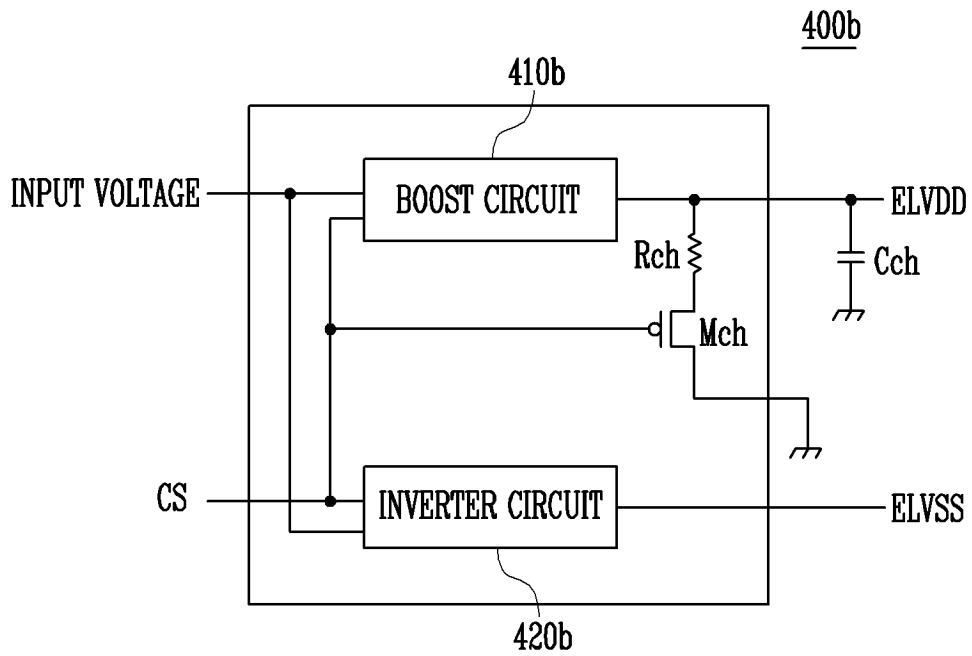 400b
410b
INPUT VOLTAGE
BOOST CIRCUIT
ELVDD
Rch
Cch
Mch
CS
INVERTER CIRCUIT
ELVSS
420b